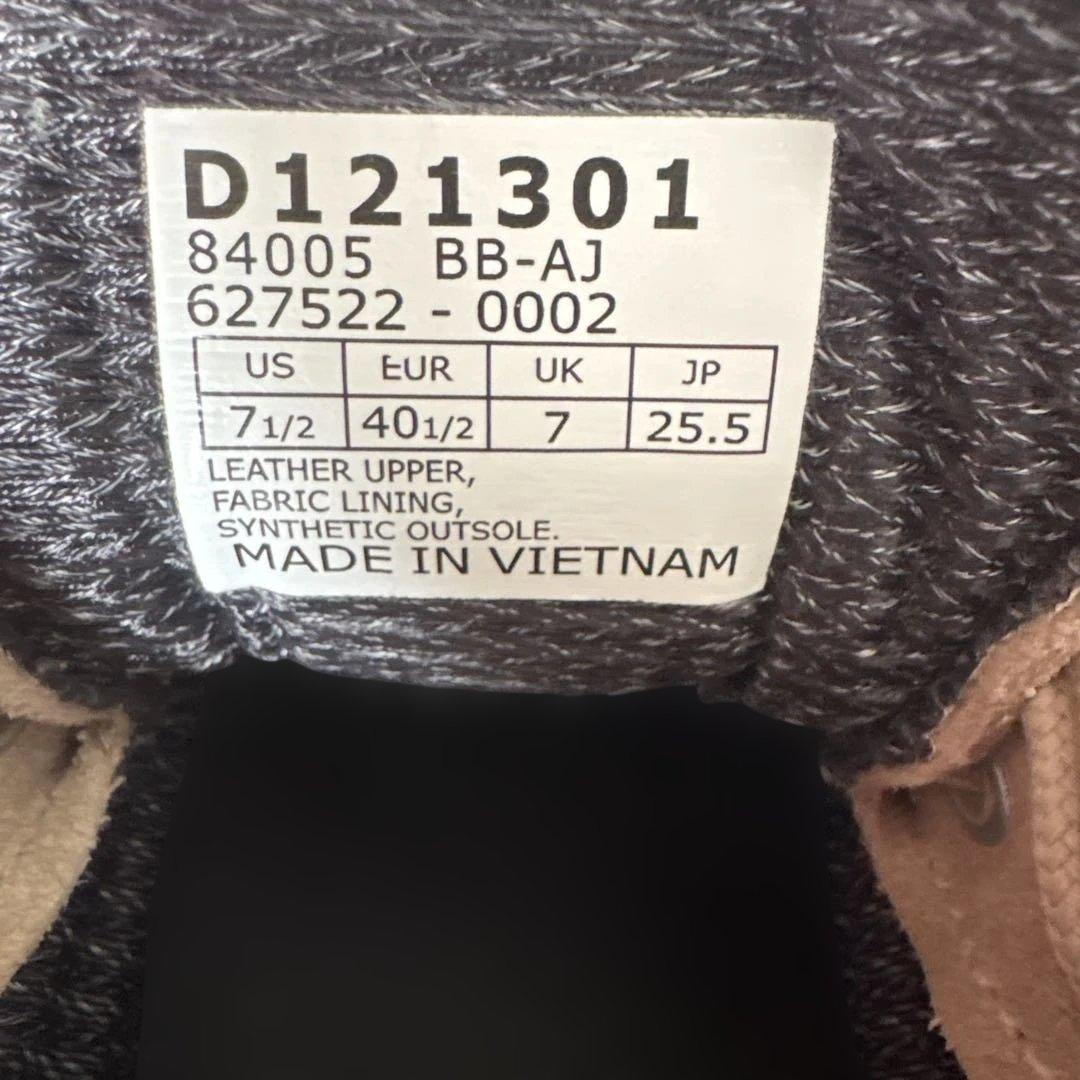 D121301
84005 BB-AJ
627522 - 0002
US EUR UK JP
7 1/2 40 1/2 7 25.5
LEATHER UPPER,
FABRIC LINING,
SYNTHETIC OUTSOLE.
MADE IN VIETNAM